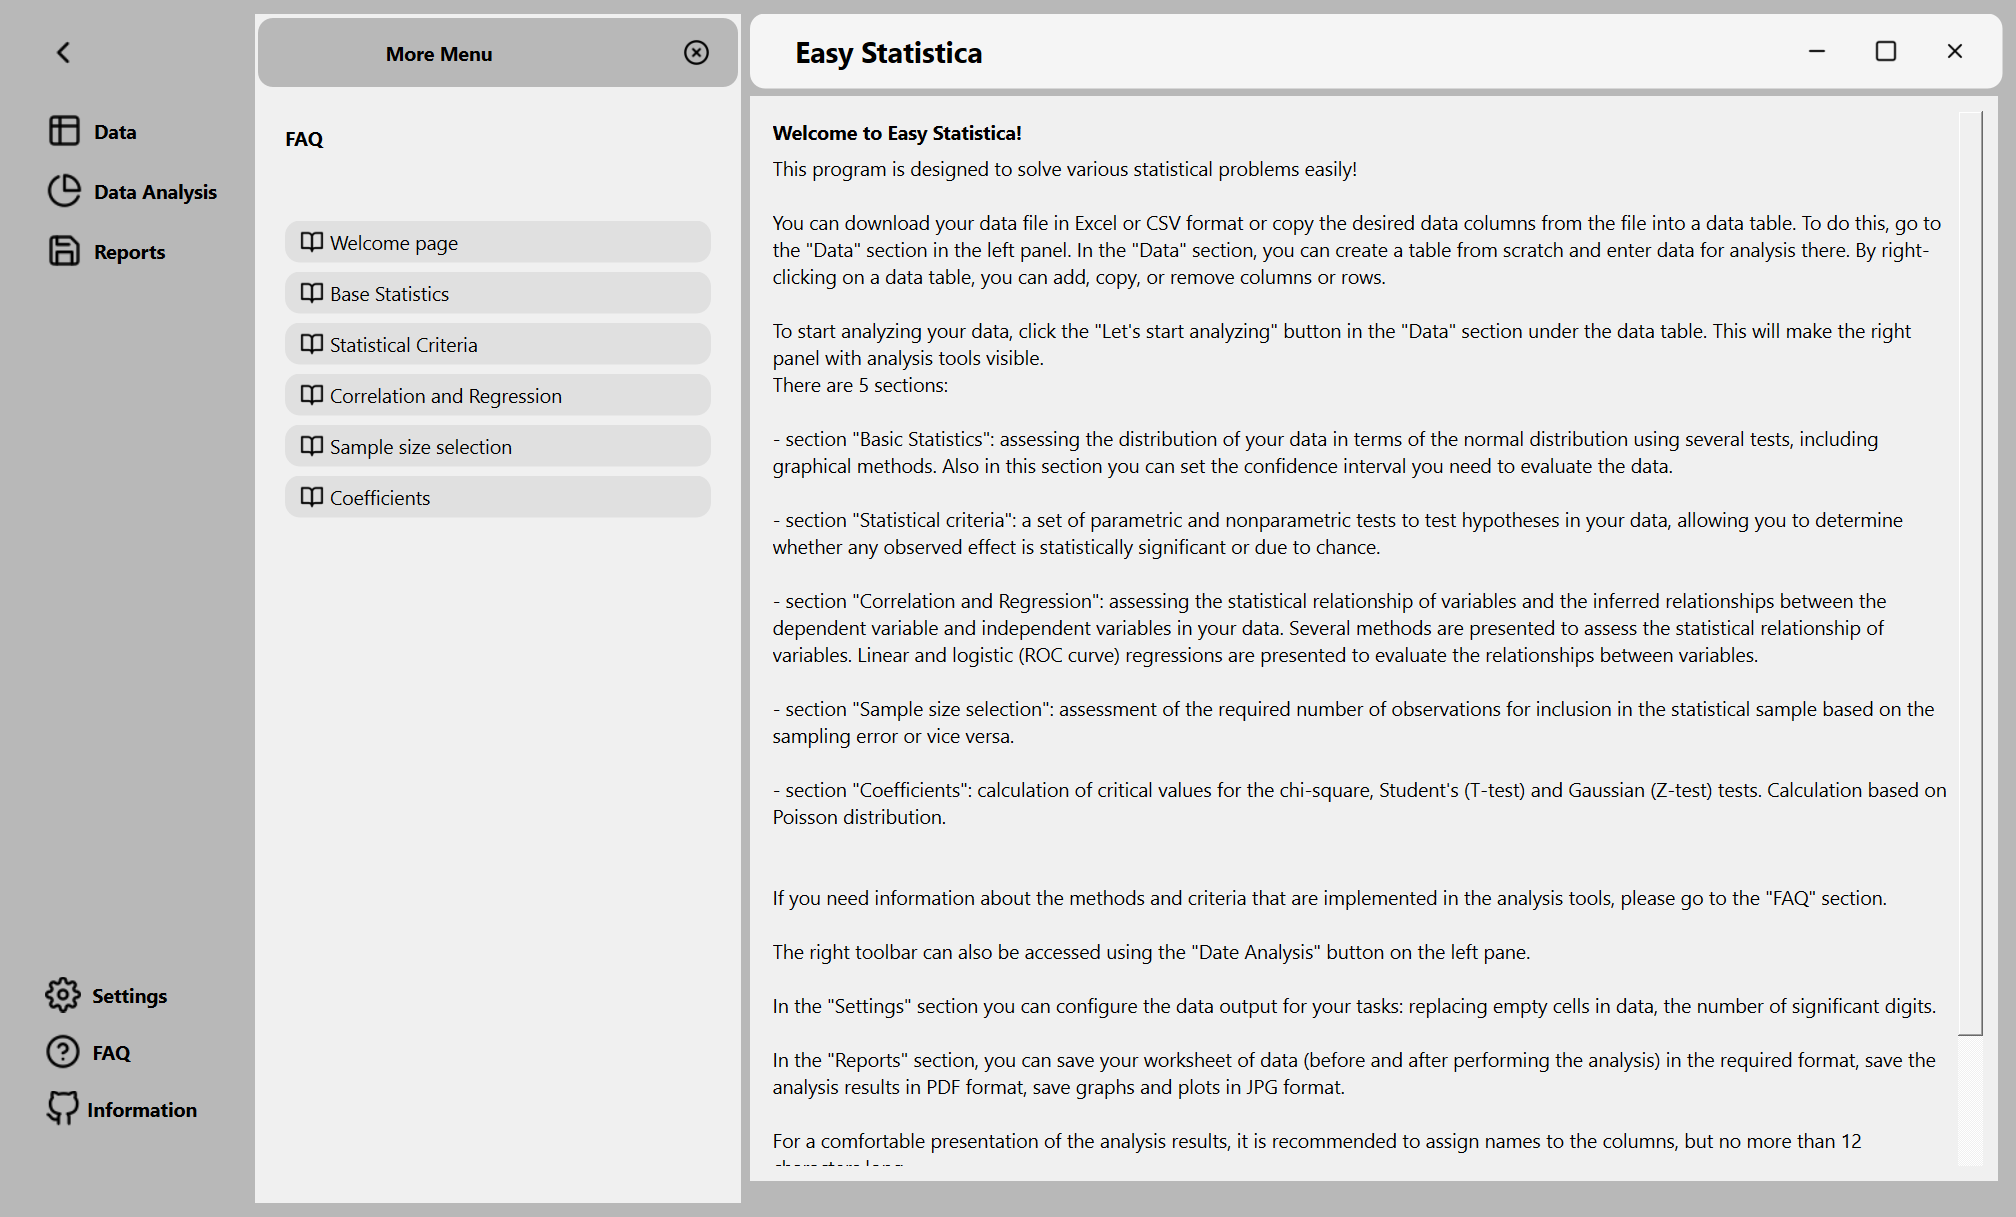 Data
Data Analysis
Reports
Settings
FAQ
Information
More Menu
FAQ
Welcome page
Base Statistics
Statistical Criteria
Correlation and Regression
Sample size selection
Coefficients
Easy Statistica
Welcome to Easy Statistica!
This program is designed to solve various statistical problems easily!
You can download your data file in Excel or CSV format or copy the desired data columns from the file into a data table. To do this, go to
the "Data" section in the left panel. In the "Data" section, you can create a table from scratch and enter data for analysis there. By right-
clicking on a data table, you can add, copy, or remove columns or rows.
To start analyzing your data, click the "Let's start analyzing" button in the "Data" section under the data table. This will make the right
panel with analysis tools visible.
There are 5 sections:
- section "Basic Statistics": assessing the distribution of your data in terms of the normal distribution using several tests, including
graphical methods. Also in this section you can set the confidence interval you need to evaluate the data.
- section "Statistical criteria": a set of parametric and nonparametric tests to test hypotheses in your data, allowing you to determine
whether any observed effect is statistically significant or due to chance.
- section "Correlation and Regression": assessing the statistical relationship of variables and the inferred relationships between the
dependent variable and independent variables in your data. Several methods are presented to assess the statistical relationship of
variables. Linear and logistic (ROC curve) regressions are presented to evaluate the relationships between variables.
- section "Sample size selection": assessment of the required number of observations for inclusion in the statistical sample based on the
sampling error or vice versa.
- section "Coefficients": calculation of critical values for the chi-square, Student's (T-test) and Gaussian (Z-test) tests. Calculation based on
Poisson distribution.
If you need information about the methods and criteria that are implemented in the analysis tools, please go to the "FAQ" section.
The right toolbar can also be accessed using the "Date Analysis" button on the left pane.
In the "Settings" section you can configure the data output for your tasks: replacing empty cells in data, the number of significant digits.
In the "Reports" section, you can save your worksheet of data (before and after performing the analysis) in the required format, save the
analysis results in PDF format, save graphs and plots in JPG format.
For a comfortable presentation of the analysis results, it is recommended to assign names to the columns, but no more than 12